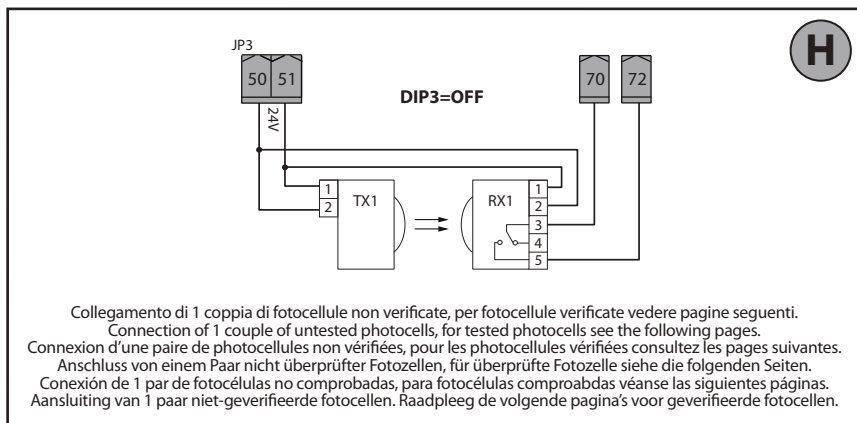 JP3
H
50 51
70 72
24V
DIP3=OFF
1
2
TX1
RX1
1
2
3
4
5
Collegamento di 1 coppia di fotocellule non verificate, per fotocellule verificate vedere pagine seguenti.
Connection of 1 couple of untested photocells, for tested photocells see the following pages.
Connexion d'une paire de photocellules non vérifiées, pour les photocellules vérifiées consultez les pages suivantes.
Anschluss von einem Paar nicht überprüfter Fotozellen, für überprüfte Fotozelle siehe die folgenden Seiten.
Conexión de 1 par de fotocélulas no comprobadas, para fotocélulas comproabdas véanse las siguientes páginas.
Aansluiting van 1 paar niet-geverifieerde fotocellen. Raadpleeg de volgende pagina's voor geverifieerde fotocellen.